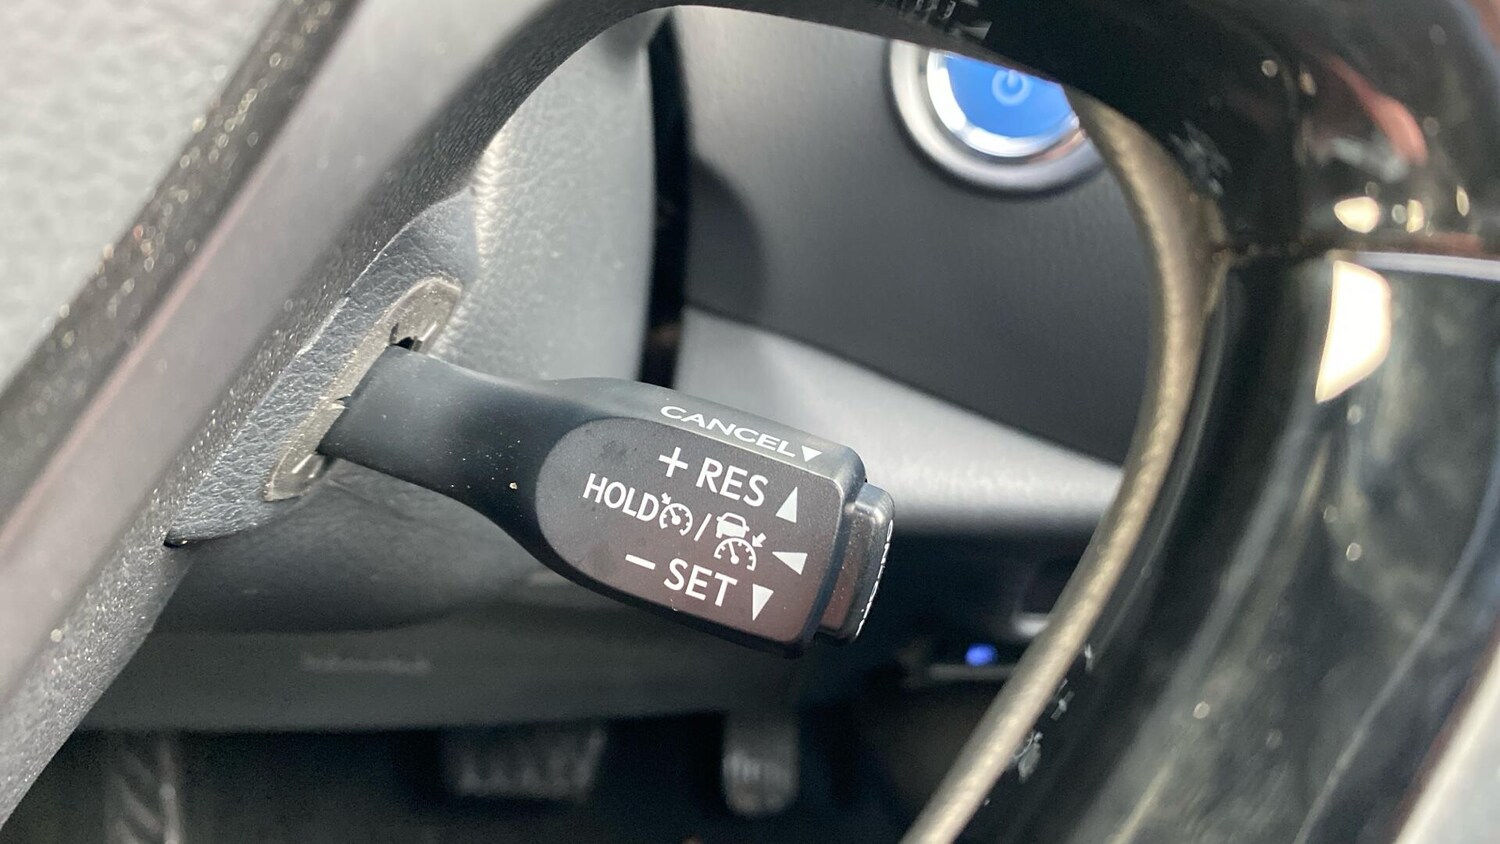 CANCEL▼
+ RES ▲
HOLD / ◀
− SET ▼